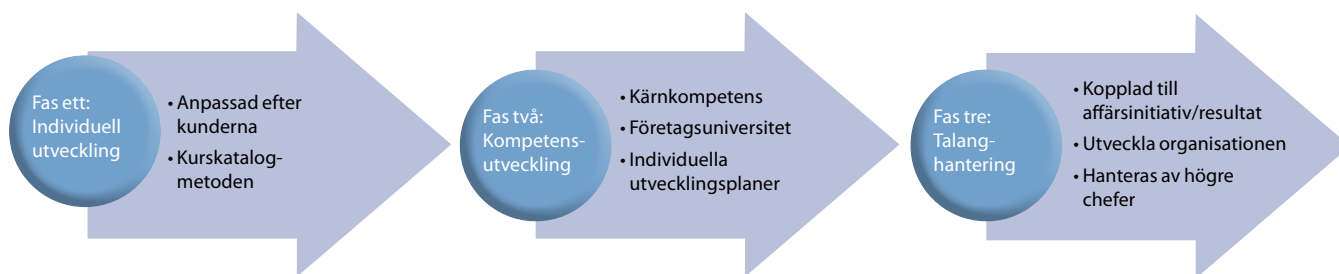 Fas ett:
Individuell
utveckling
• Anpassad efter
kunderna
• Kurskatalog-
metoden
Fas två:
Kompetens-
utveckling
• Kärnkompetens
• Företagsuniversitet
• Individuella
utvecklingsplaner
Fas tre:
Talang-
hantering
• Kopplad till
affärsinitiativ/resultat
• Utveckla organisationen
• Hanteras av högre
chefer